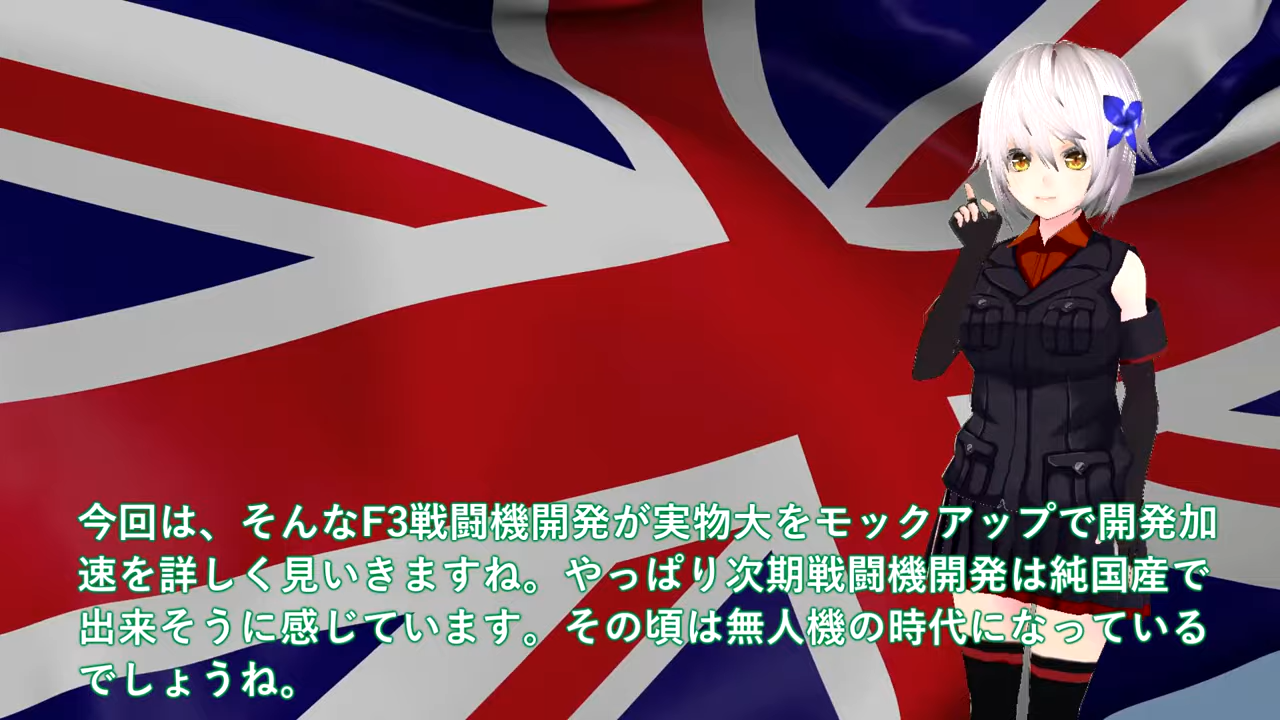 今回は、そんなF3戦闘機開発が実物大をモックアップで開発加
速を詳しく見いきますね。やっぱり次期戦闘機開発は純国産で
出来そうに感じています。その頃は無人機の時代になっている
でしょうね。